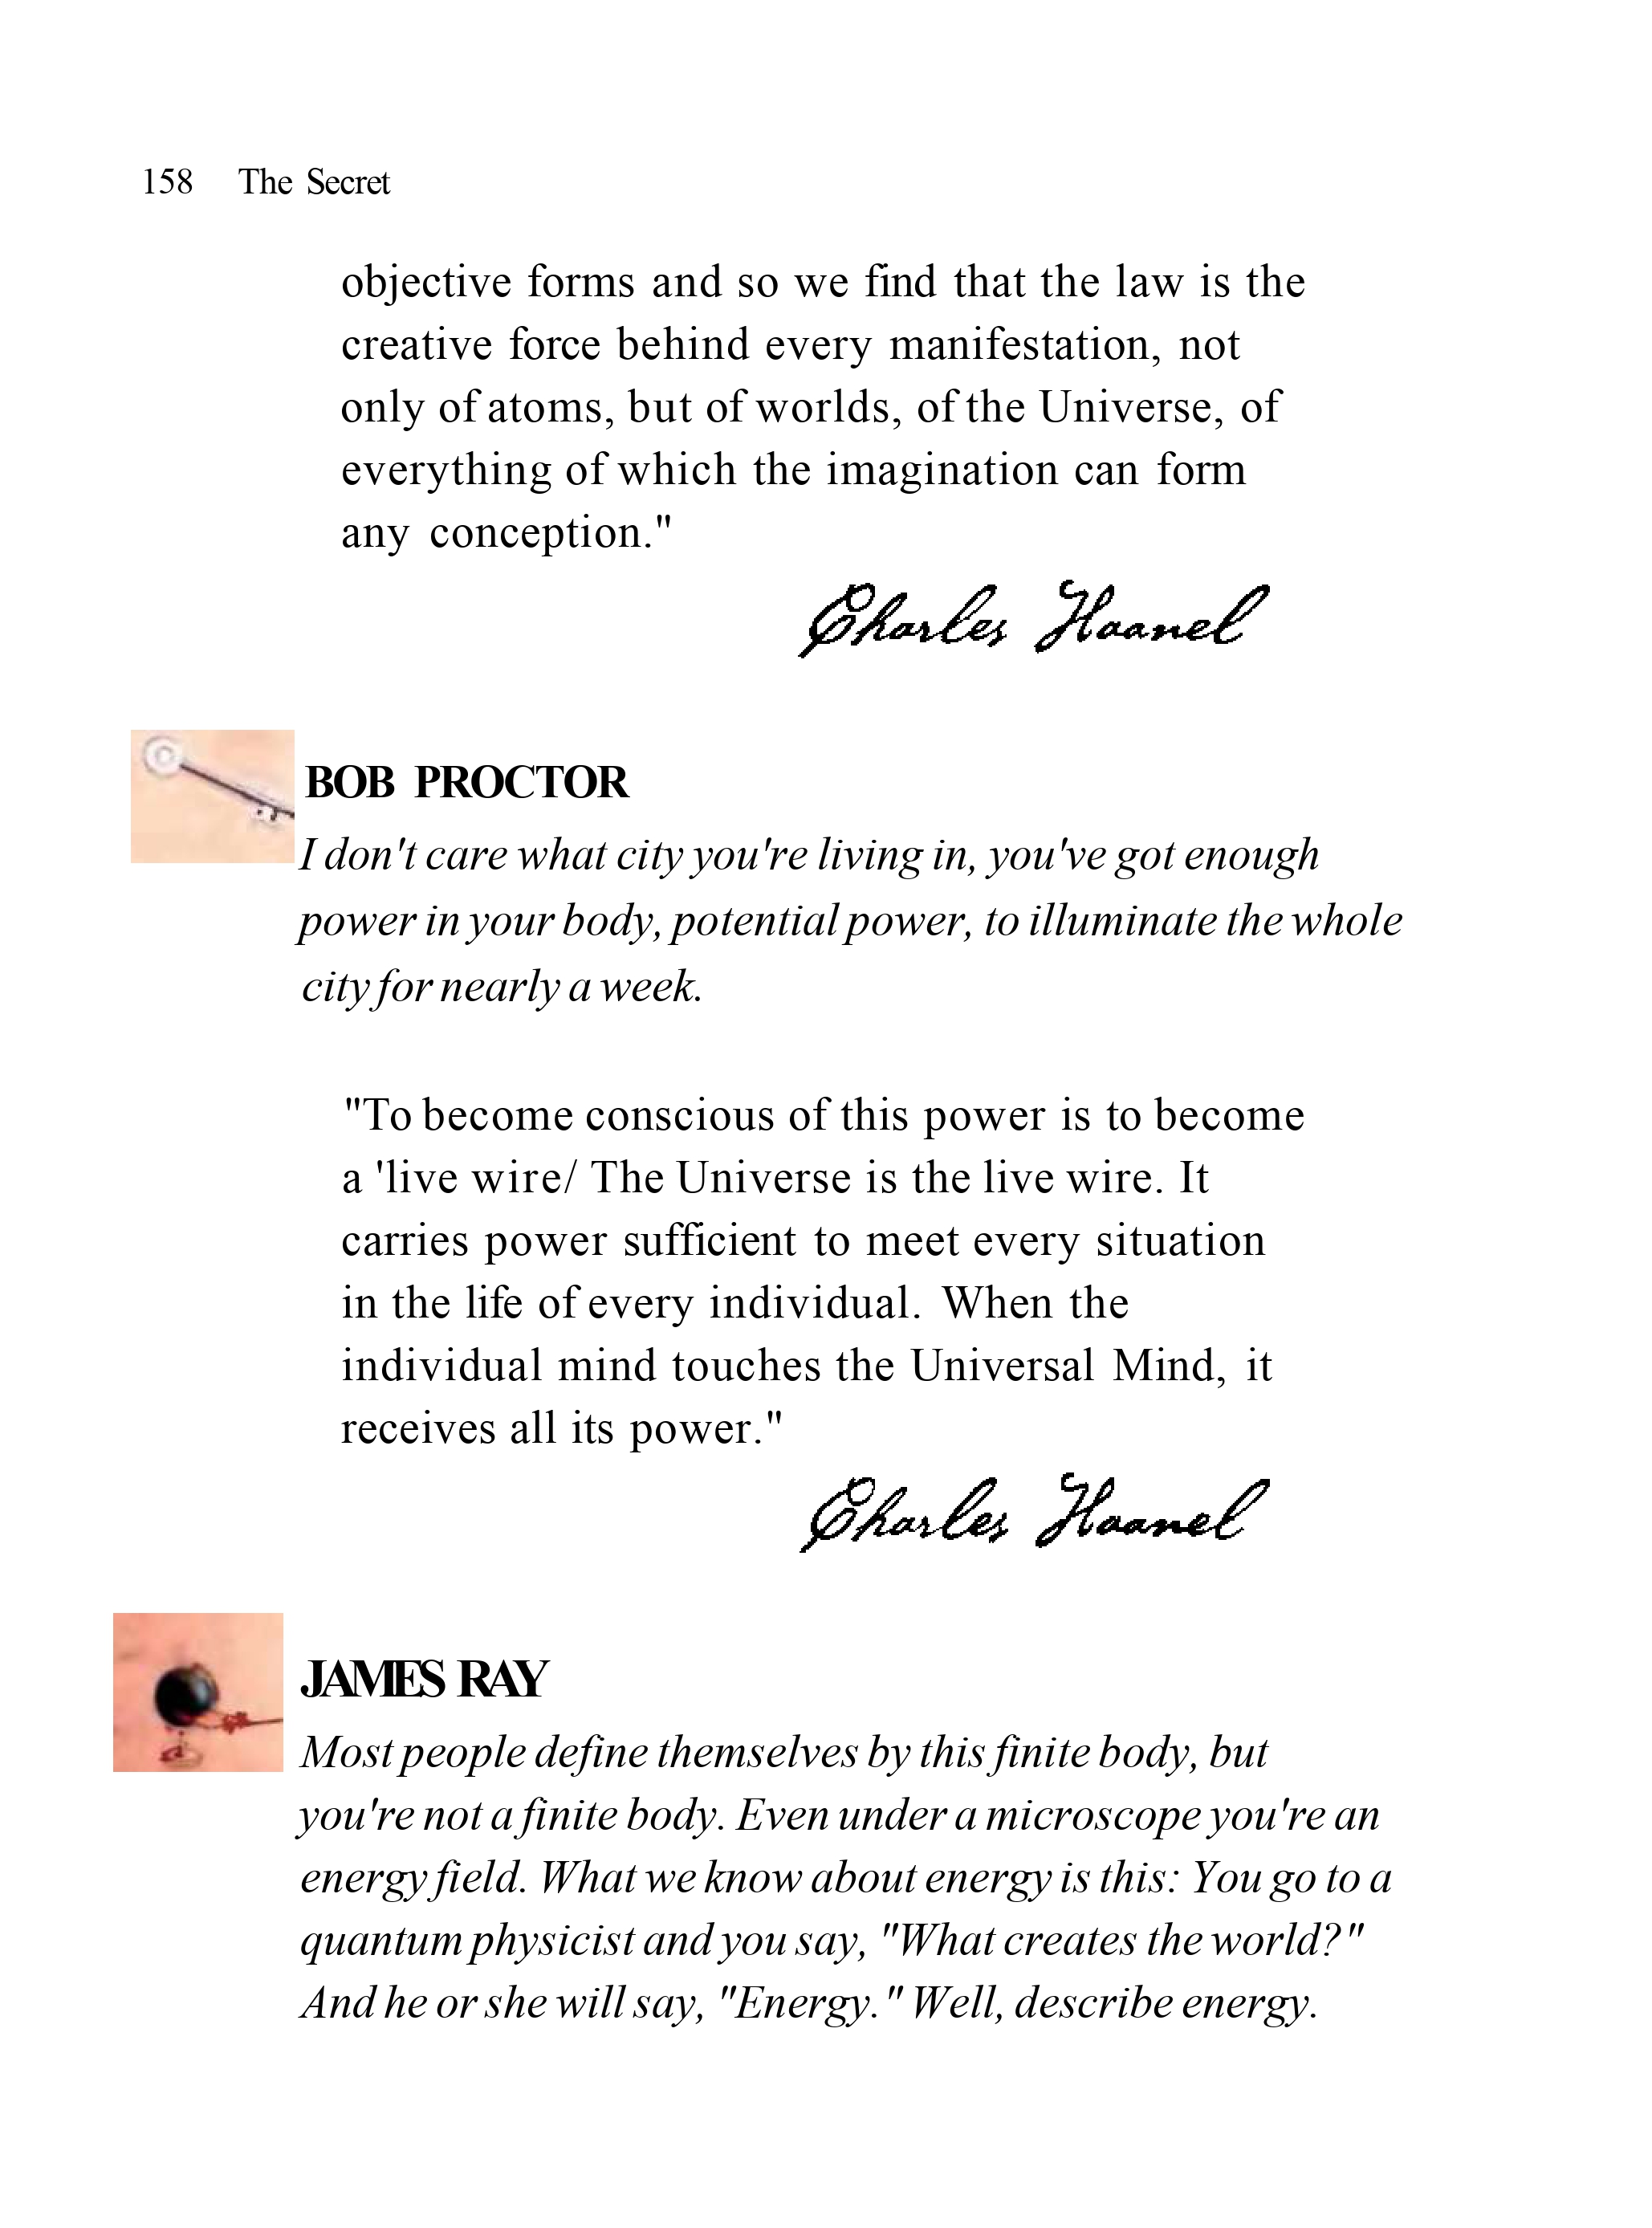 158 The Secret
objective forms and so we find that the law is the
creative force behind every manifestation, not
only of atoms, but of worlds, of the Universe, of
everything of which the imagination can form
any conception."
Charles Haanel
BOB PROCTOR
I don't care what city you're living in, you've got enough
power in your body, potential power, to illuminate the whole
city for nearly a week.
"To become conscious of this power is to become
a 'live wire/ The Universe is the live wire. It
carries power sufficient to meet every situation
in the life of every individual. When the
individual mind touches the Universal Mind, it
receives all its power."
Charles Haanel
JAMES RAY
Most people define themselves by this finite body, but
you're not a finite body. Even under a microscope you're an
energy field. What we know about energy is this: You go to a
quantum physicist and you say, "What creates the world?"
And he or she will say, "Energy." Well, describe energy.